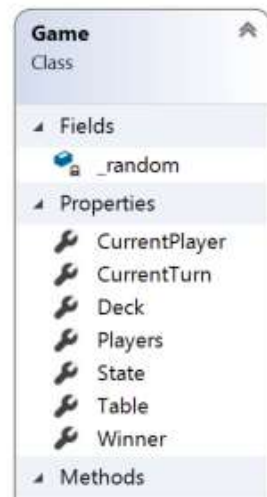 Game
Class
Fields
_random
Properties
CurrentPlayer
CurrentTurn
Deck
Players
State
Table
Winner
Methods